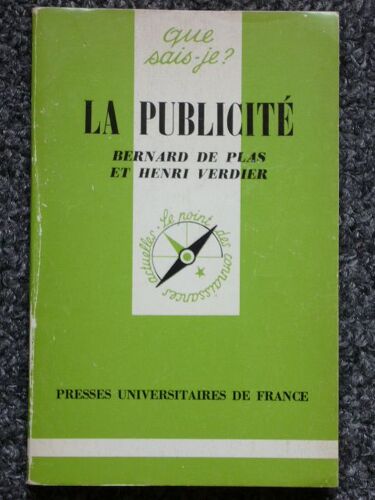 que
sais-je?
LA PUBLICITÉ
BERNARD DE PLAS
ET HENRI VERDIER
Le point des connaissances actuelles
PRESSES UNIVERSITAIRES DE FRANCE